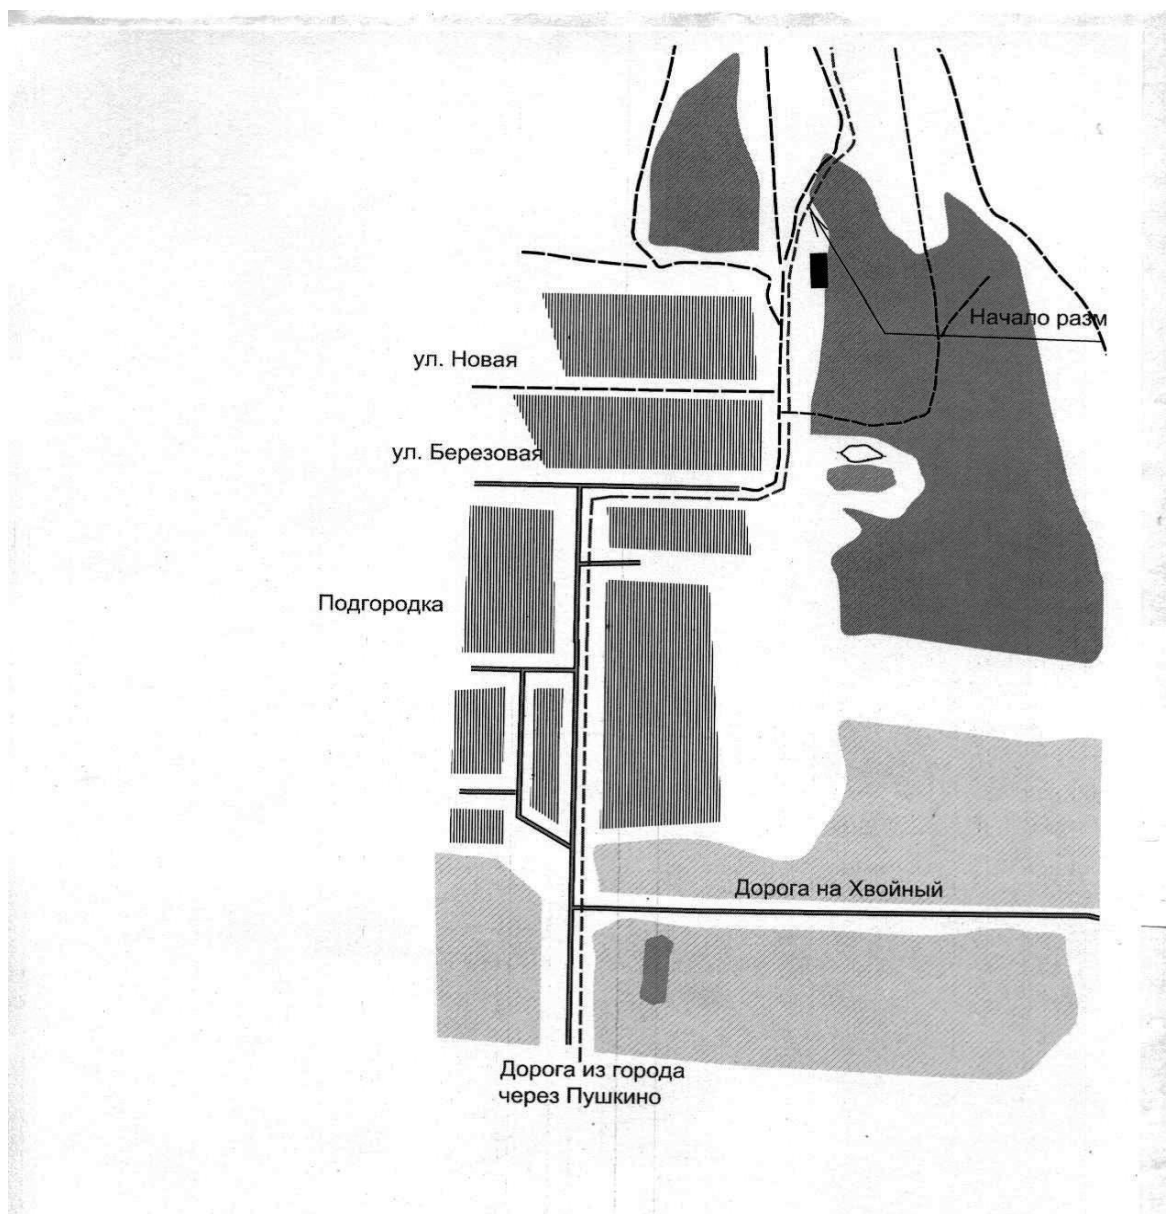 Начало разм
ул. Новая
ул. Березовая
Подгородка
Дорога на Хвойный
Дорога из города
через Пушкино